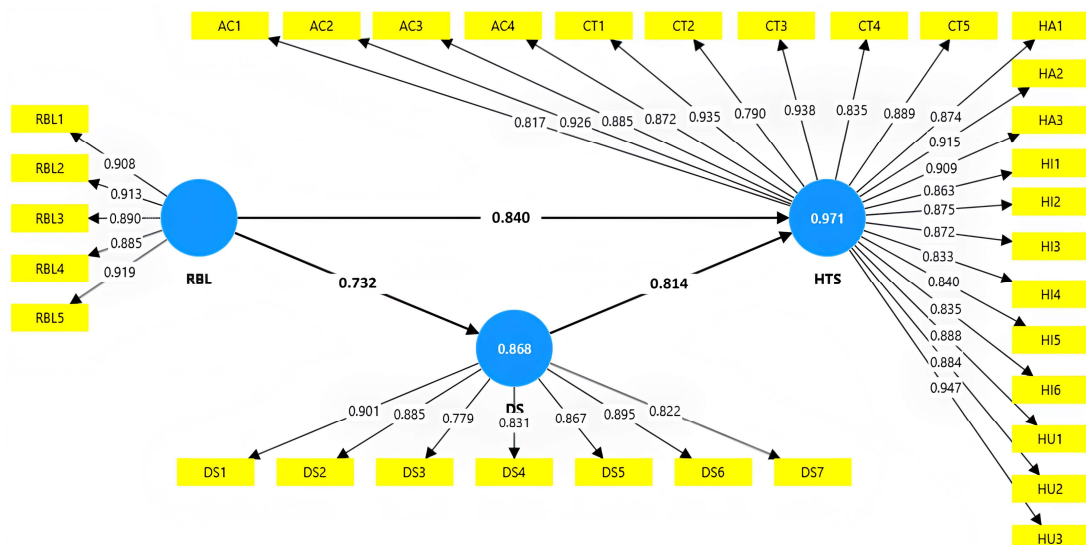 AC1 AC2 AC3 AC4 CT1 CT2 CT3 CT4 CT5 HA1
HA2
HA3
HI1
HI2
HI3
HI4
HI5
HI6
HU1
HU2
HU3
0.817 0.926 0.885 0.872 0.935 0.790 0.938 0.835 0.889 0.874
0.915
0.909
0.863
0.875
0.872
0.833
0.840
0.835
0.888
0.884
0.947
RBL1
RBL2
RBL3
RBL4
RBL5
0.908
0.913
0.890
0.885
0.919
RBL
0.840
0.971
HTS
0.732
0.814
0.868
DS
0.901 0.885 0.779 0.831 0.867 0.895 0.822
DS1 DS2 DS3 DS4 DS5 DS6 DS7